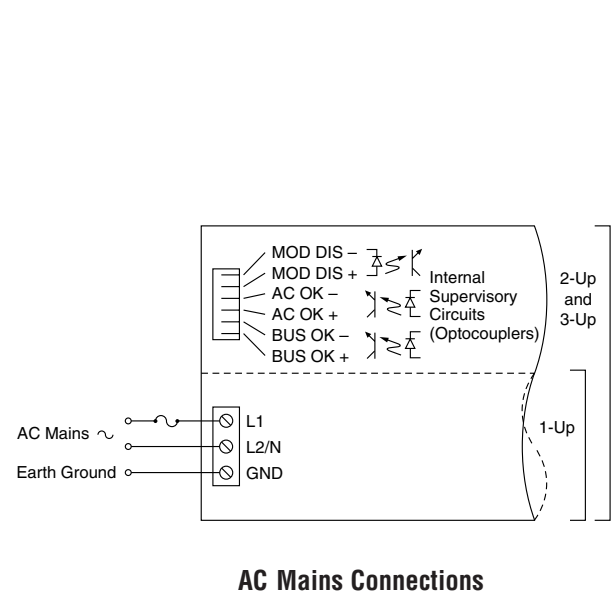 MOD DIS –
MOD DIS +
AC OK –
AC OK +
BUS OK –
BUS OK +
Internal
Supervisory
Circuits
(Optocouplers)
2-Up
and
3-Up
1-Up
AC Mains ∼
Earth Ground
L1
L2/N
GND
AC Mains Connections